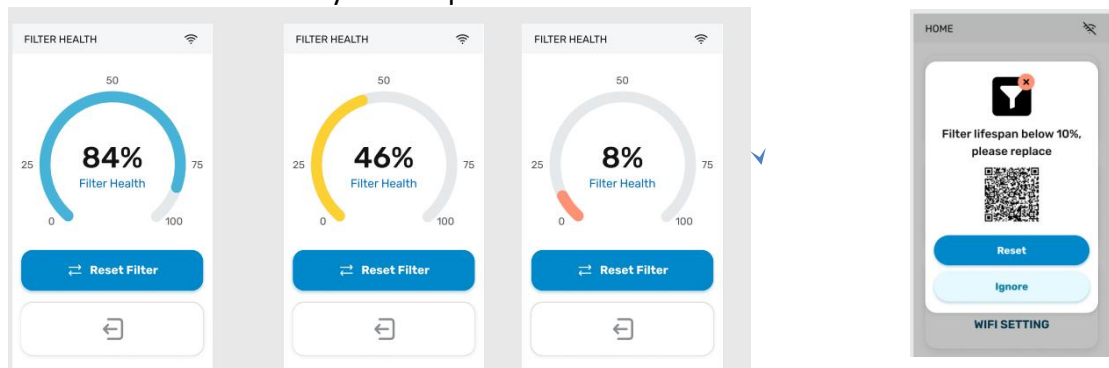 FILTER HEALTH
50
25
84%
75
Filter Health
0
100
Reset Filter
FILTER HEALTH
50
25
46%
75
Filter Health
0
100
Reset Filter
FILTER HEALTH
50
25
8%
75
Filter Health
0
100
Reset Filter
HOME
Filter lifespan below 10%,
please replace
Reset
Ignore
WIFI SETTING